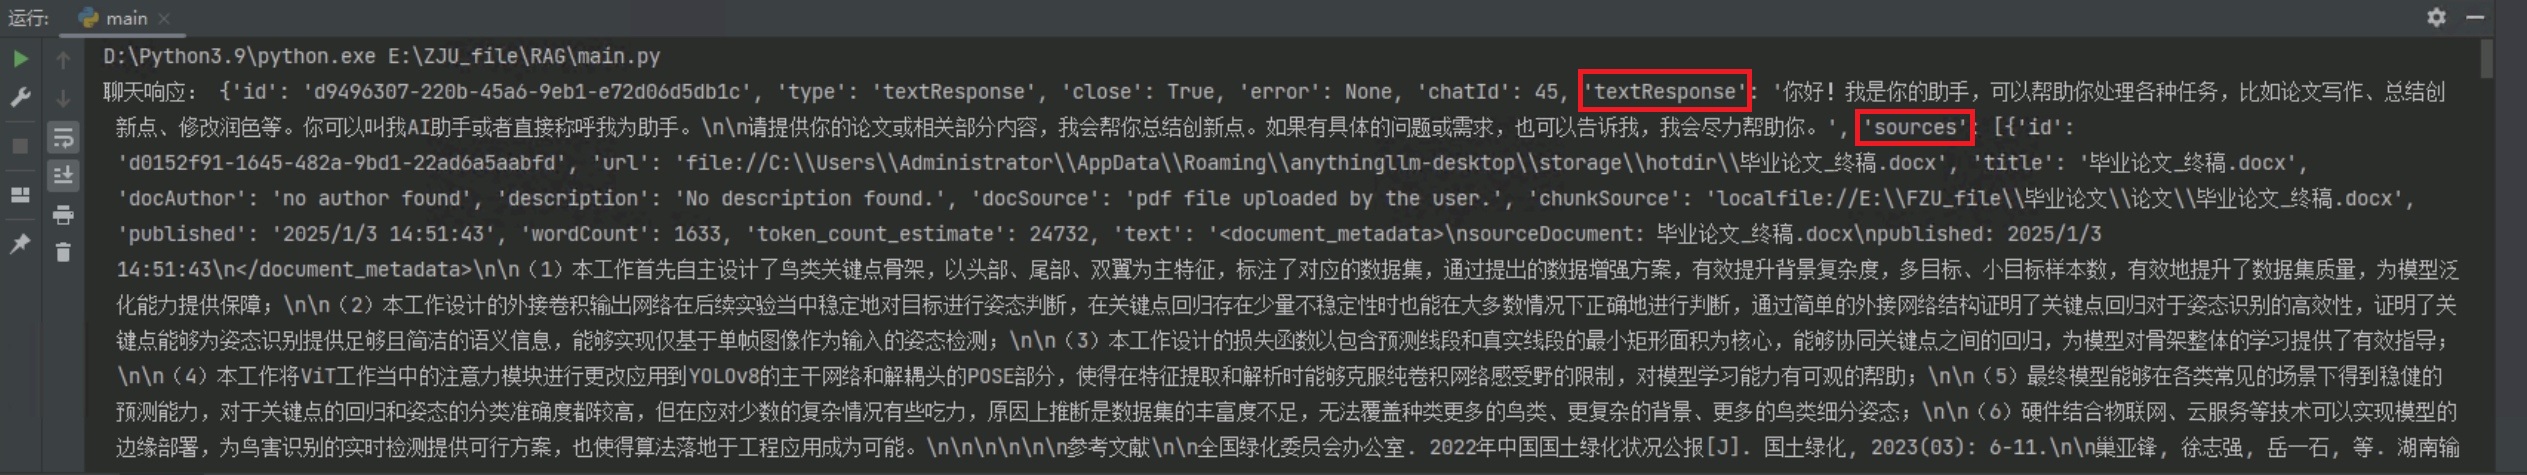 运行: main
D:\Python3.9\python.exe E:\ZJU_file\RAG\main.py
聊天响应: {'id': 'd9496307-220b-45a6-9eb1-e72d06d5db1c', 'type': 'textResponse', 'close': True, 'error': None, 'chatId': 45, 'textResponse': '你好！我是你的助手，可以帮助你处理各种任务，比如论文写作、总结创
新点、修改润色等。你可以叫我AI助手或者直接称呼我为助手。\n\n请提供你的论文或相关部分内容，我会帮你总结创新点。如果有具体的问题或需求，也可以告诉我，我会尽力帮助你。', 'sources': [{'id':
'd0152f91-1645-482a-9bd1-22ad6a5aabfd', 'url': 'file://C:\\Users\\Administrator\\AppData\\Roaming\\anythingllm-desktop\\storage\\hotdir\\毕业论文_终稿.docx', 'title': '毕业论文_终稿.docx',
'docAuthor': 'no author found', 'description': 'No description found.', 'docSource': 'pdf file uploaded by the user.', 'chunkSource': 'localfile://E:\\FZU_file\\毕业论文\\论文\\毕业论文_终稿.docx',
'published': '2025/1/3 14:51:43', 'wordCount': 1633, 'token_count_estimate': 24732, 'text': '<document_metadata>\nsourceDocument: 毕业论文_终稿.docx\npublished: 2025/1/3
14:51:43\n</document_metadata>\n\n（1）本工作首先自主设计了鸟类关键点骨架，以头部、尾部、双翼为主特征，标注了对应的数据集，通过提出的数据增强方案，有效提升背景复杂度，多目标、小目标样本数，有效地提升了数据集质量，为模型泛
化能力提供保障；\n\n（2）本工作设计的外接卷积输出网络在后续实验当中稳定地对目标进行姿态判断，在关键点回归存在少量不稳定性时也能在大多数情况下正确地进行判断，通过简单的外接网络结构证明了关键点回归对于姿态识别的高效性，证明了关
键点能够为姿态识别提供足够且简洁的语义信息，能够实现仅基于单帧图像作为输入的姿态检测；\n\n（3）本工作设计的损失函数以包含预测线段和真实线段的最小矩形面积为核心，能够协同关键点之间的回归，为模型对骨架整体的学习提供了有效指导；
\n\n（4）本工作将ViT工作当中的注意力模块进行更改应用到YOLOv8的主干网络和解耦头的POSE部分，使得在特征提取和解析时能够克服纯卷积网络感受野的限制，对模型学习能力有可观的帮助；\n\n（5）最终模型能够在各类常见的场景下得到稳健的
预测能力，对于关键点的回归和姿态的分类准确度都较高，但在应对少数的复杂情况有些吃力，原因上推断是数据集的丰富度不足，无法覆盖种类更多的鸟类、更复杂的背景、更多的鸟类细分姿态；\n\n（6）硬件结合物联网、云服务等技术可以实现模型的
边缘部署，为鸟害识别的实时检测提供可行方案，也使得算法落地于工程应用成为可能。\n\n\n\n\n\n参考文献\n\n全国绿化委员会办公室. 2022年中国国土绿化状况公报[J]. 国土绿化, 2023(03): 6-11.\n\n巢亚锋, 徐志强, 岳一石, 等. 湖南输